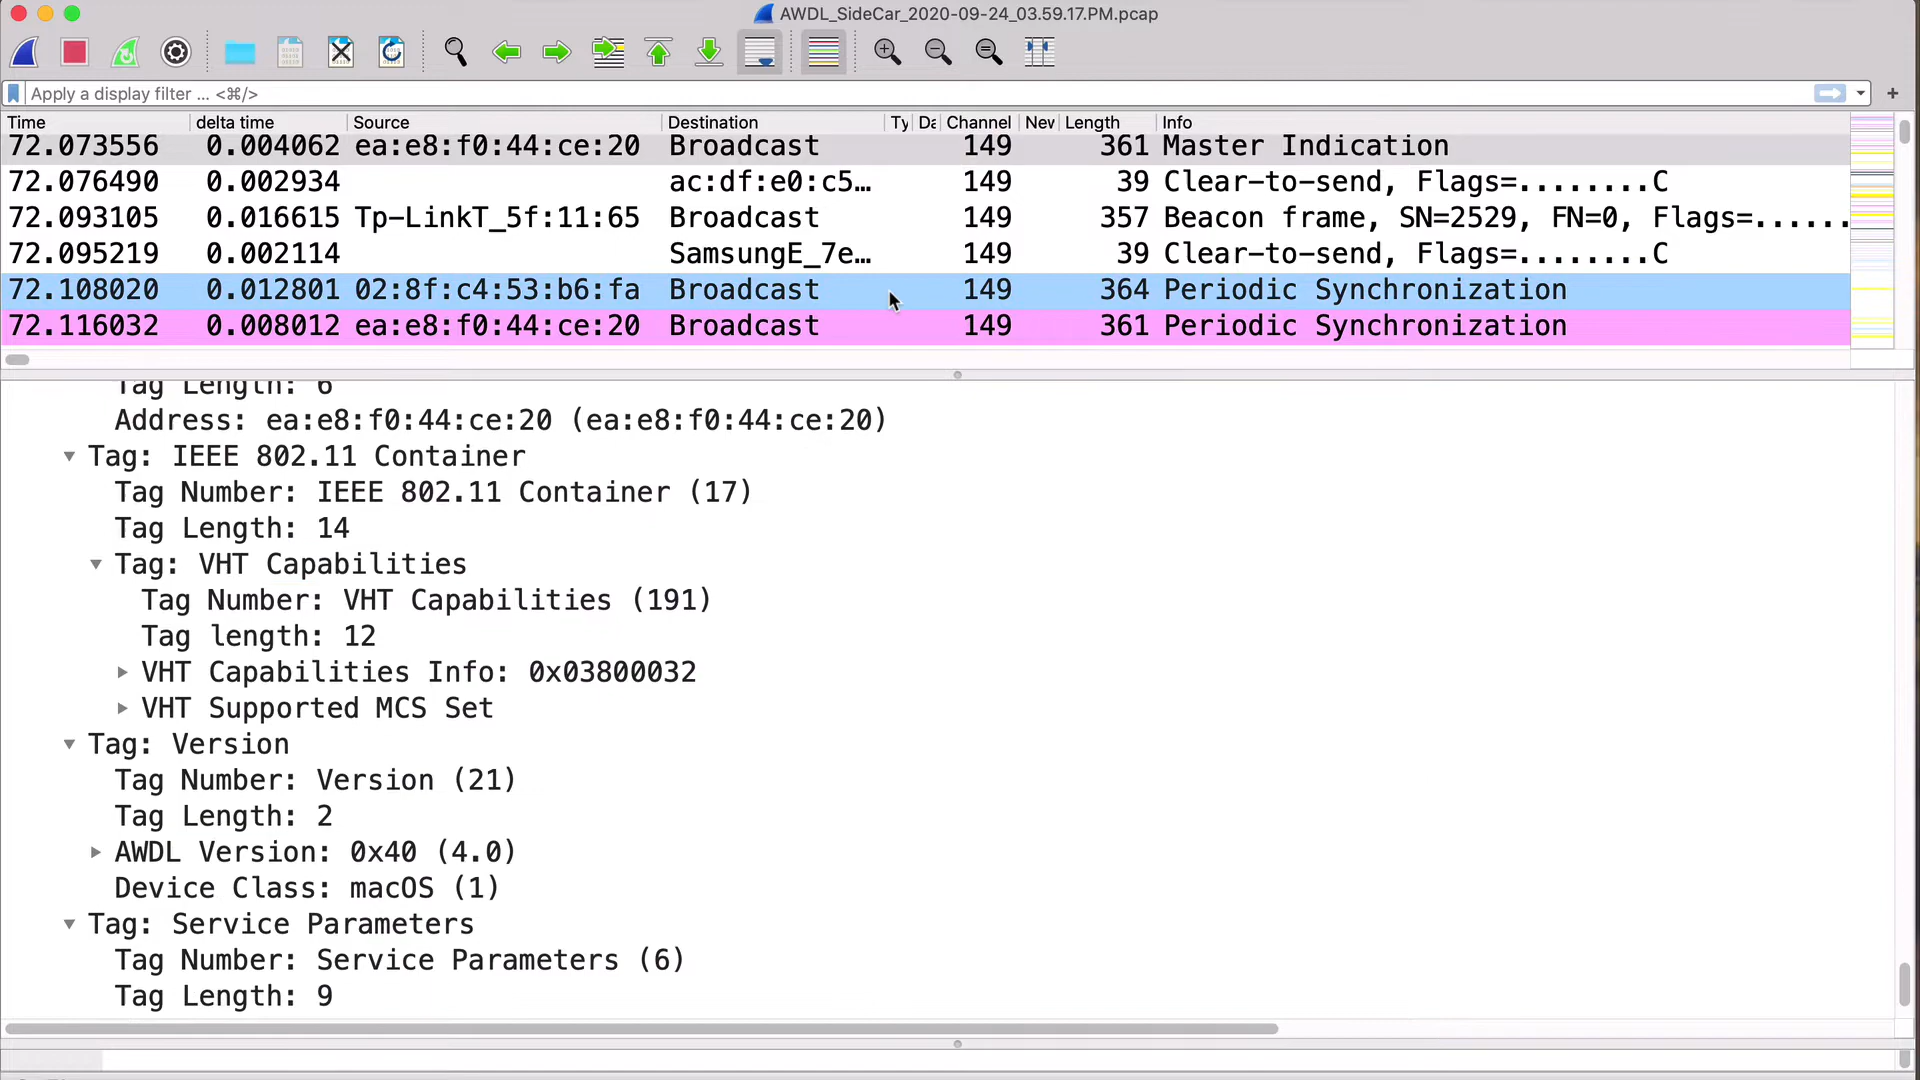 AWDL_SideCar_2020-09-24_03.59.17.PM.pcap
Apply a display filter ... <⌘/>
+
Time delta time Source Destination Ty Da Channel New Length Info
72.073556 0.004062 ea:e8:f0:44:ce:20 Broadcast 149 361 Master Indication
72.076490 0.002934 ac:df:e0:c5… 149 39 Clear-to-send, Flags=........C
72.093105 0.016615 Tp-LinkT_5f:11:65 Broadcast 149 357 Beacon frame, SN=2529, FN=0, Flags=......
72.095219 0.002114 SamsungE_7e… 149 39 Clear-to-send, Flags=........C
72.108020 0.012801 02:8f:c4:53:b6:fa Broadcast 149 364 Periodic Synchronization
72.116032 0.008012 ea:e8:f0:44:ce:20 Broadcast 149 361 Periodic Synchronization
Tag Length: 6
Address: ea:e8:f0:44:ce:20 (ea:e8:f0:44:ce:20)
Tag: IEEE 802.11 Container
Tag Number: IEEE 802.11 Container (17)
Tag Length: 14
Tag: VHT Capabilities
Tag Number: VHT Capabilities (191)
Tag length: 12
VHT Capabilities Info: 0x03800032
VHT Supported MCS Set
Tag: Version
Tag Number: Version (21)
Tag Length: 2
AWDL Version: 0x40 (4.0)
Device Class: macOS (1)
Tag: Service Parameters
Tag Number: Service Parameters (6)
Tag Length: 9